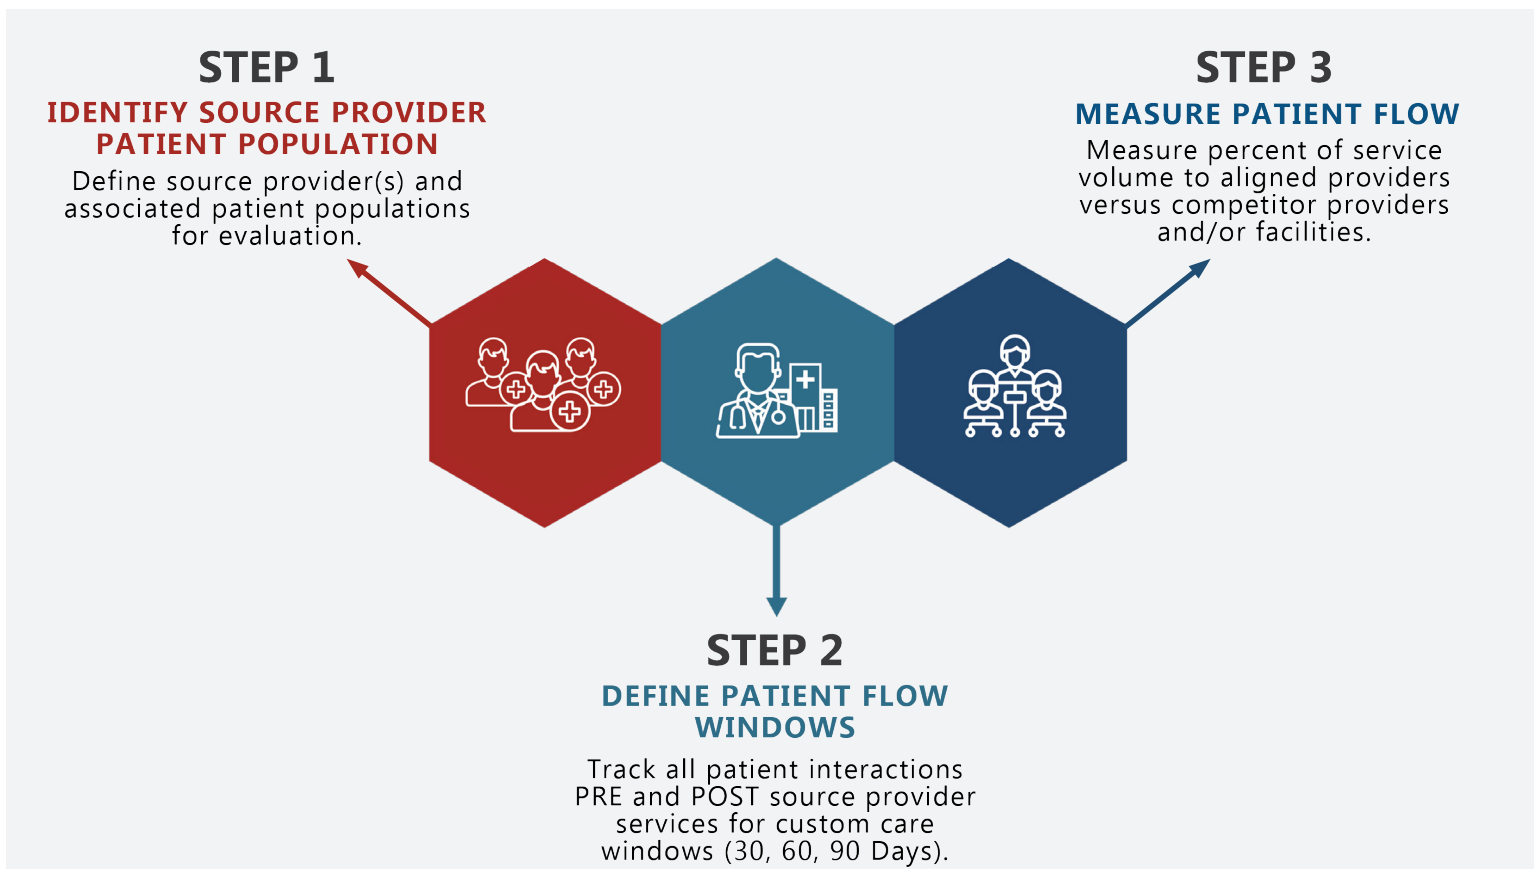 STEP 1
IDENTIFY SOURCE PROVIDER
PATIENT POPULATION
Define source provider(s) and
associated patient populations
for evaluation.
STEP 2
DEFINE PATIENT FLOW
WINDOWS
Track all patient interactions
PRE and POST source provider
services for custom care
windows (30, 60, 90 Days).
STEP 3
MEASURE PATIENT FLOW
Measure percent of service
volume to aligned providers
versus competitor providers
and/or facilities.